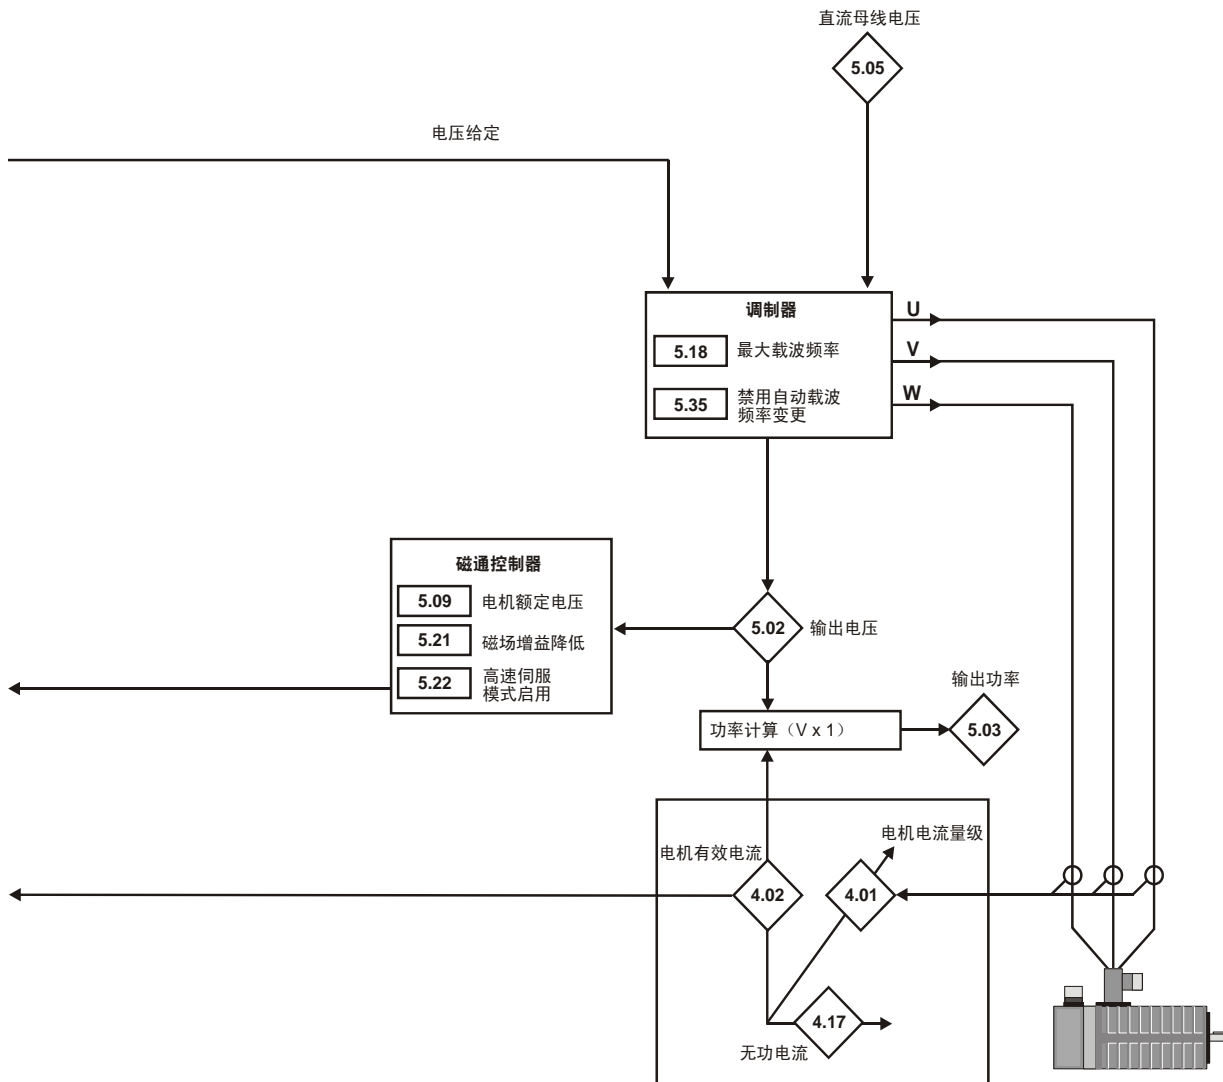 直流母线电压
5.05
电压给定
调制器
5.18
最大载波频率
5.35
禁用自动载波
频率变更
U
V
W
磁通控制器
5.09
电机额定电压
5.21
磁场增益降低
5.22
高速伺服
模式启用
5.02
输出电压
输出功率
5.03
功率计算（V x 1）
电机有效电流
4.02
电机电流量级
4.01
4.17
无功电流